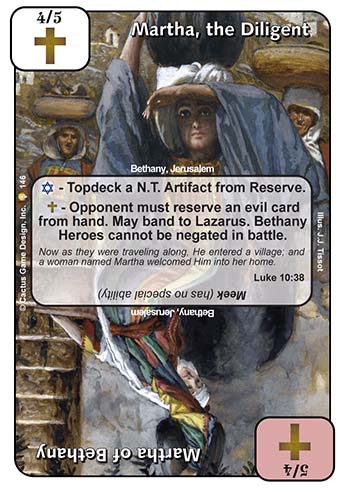 4/5
Martha, the Diligent
Bethany, Jerusalem
- Topdeck a N.T. Artifact from Reserve.
- Opponent must reserve an evil card
from hand. May band to Lazarus. Bethany
Heroes cannot be negated in battle.
Now as they were traveling along, He entered a village; and
a woman named Martha welcomed Him into her home.
Luke 10:38
© Cactus Game Design, Inc. 146
Illus. J.J. Tissot
Meek (has no special ability)
Bethany, Jerusalem
Martha of Bethany
5/4